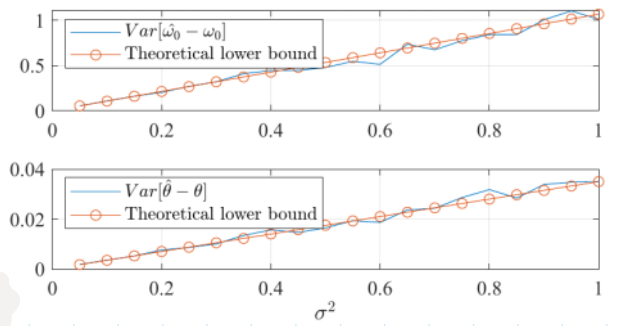 1
0.5
0
Var[ω̂₀ − ω₀]
Theoretical lower bound
0 0.2 0.4 0.6 0.8 1
0.04
0.02
0
Var[θ̂ − θ]
Theoretical lower bound
0 0.2 0.4 0.6 0.8 1
σ²